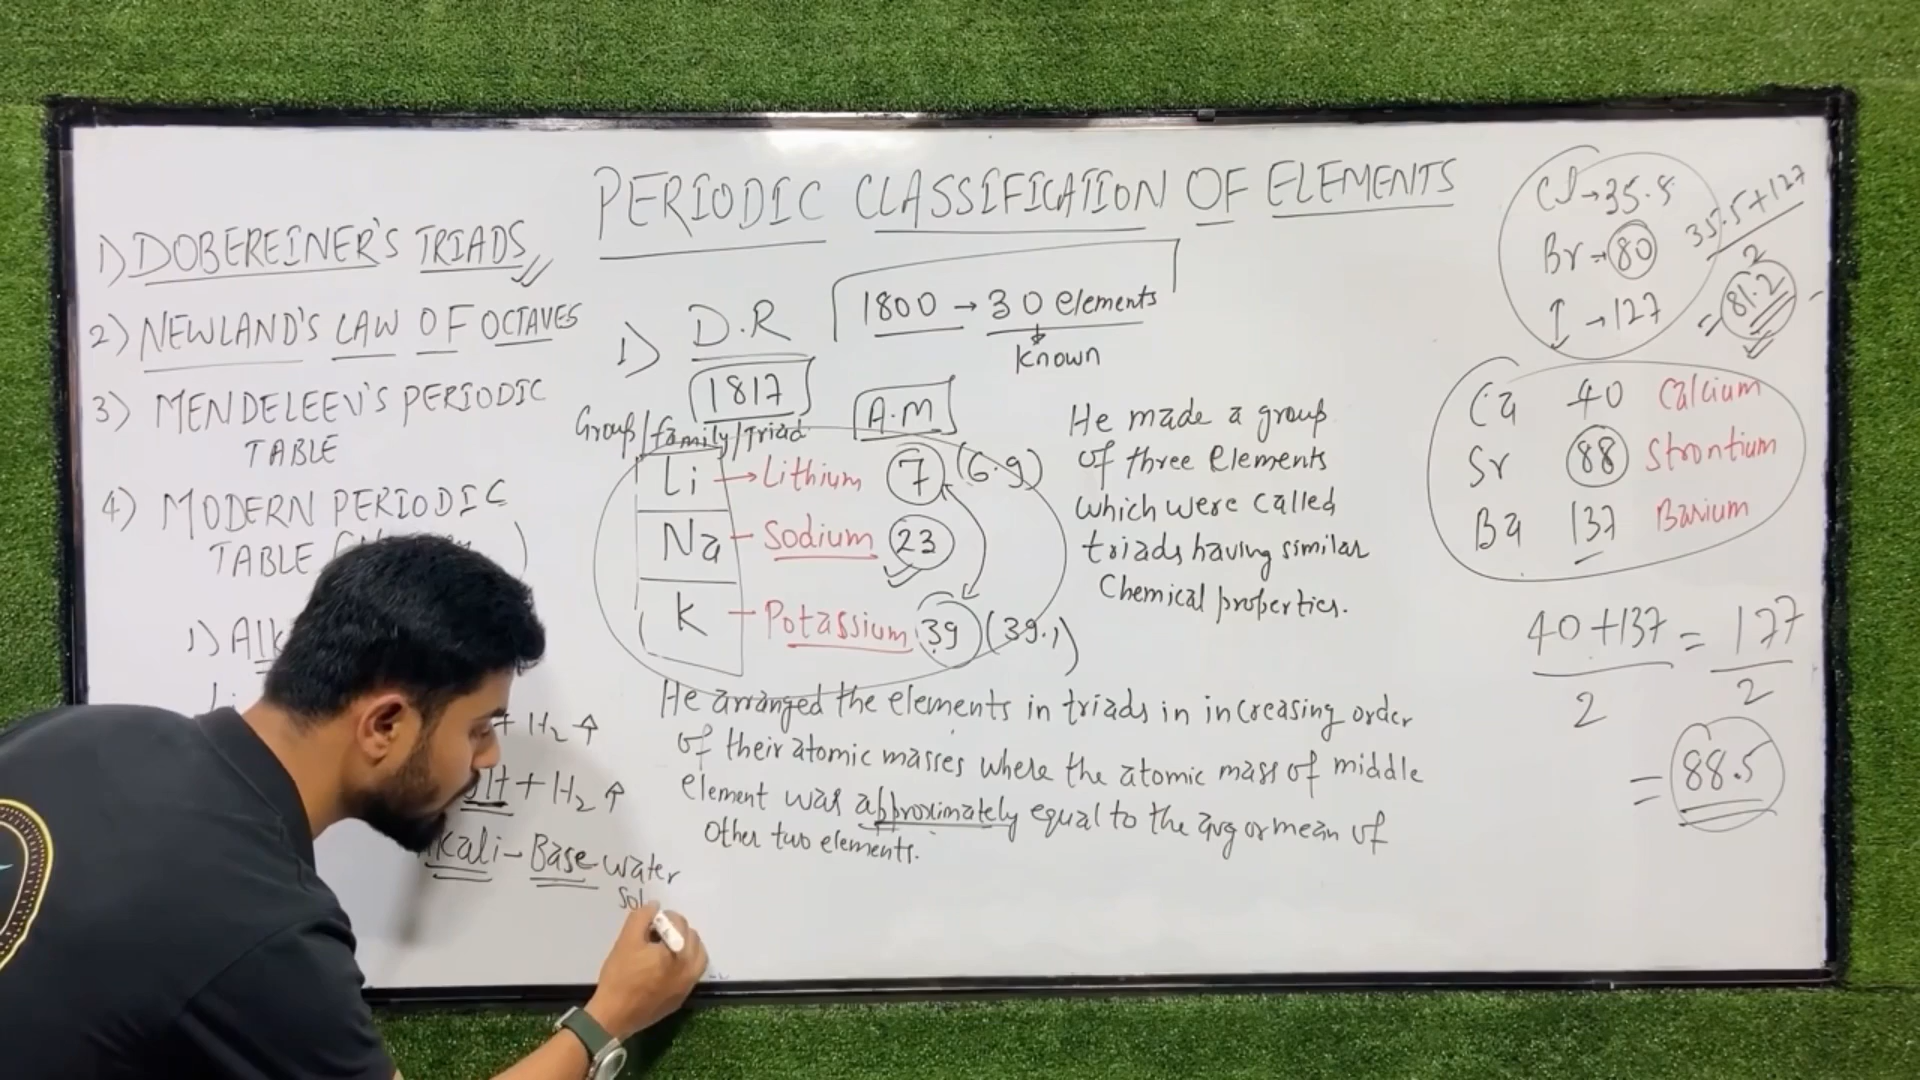 PERIODIC CLASSIFICATION OF ELEMENTS
1) DOBEREINER'S TRIADS
2) NEWLAND'S LAW OF OCTAVES
3) MENDELEEV'S PERIODIC
TABLE
4) MODERN PERIODIC
TABLE
1) Alk
Li
+ H₂ ↑
H + H₂ ↑
kali - Base water
Sol
1) D.R
1817
1800 → 30 elements
Known
Group/family/Triad
A.M
Li → Lithium 7 (6.9)
Na - Sodium 23
K - Potassium 39 (39.1)
He made a group
of three elements
which were called
triads having similar
Chemical properties.
He arranged the elements in triads in increasing order
of their atomic masses where the atomic mass of middle
element was approximately equal to the avg or mean of
Other two elements.
Cl → 35.5
Br → 80
I → 127
35.5+127
2
= 81.2
Ca 40 Calcium
Sr 88 Strontium
Ba 137 Barium
40+137 = 177
2 2
= 88.5